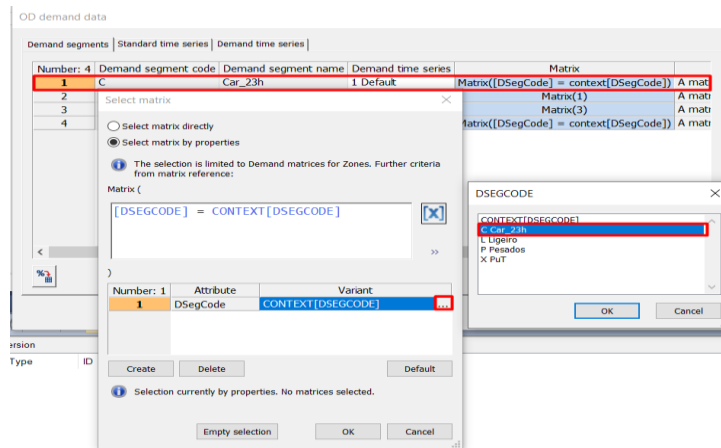 OD demand data
Demand segments Standard time series Demand time series
Number: 4 Demand segment code Demand segment name Demand time series Matrix
1 C Car_23h 1 Default Matrix([DSegCode] = context[DSegCode]) A matr
2 Matrix(1) A matr
3 Matrix(3) A matr
4 Matrix([DSegCode] = context[DSegCode]) A matr
Select matrix
Select matrix directly
Select matrix by properties
The selection is limited to Demand matrices for Zones. Further criteria
from matrix reference:
Matrix (
[DSEGCODE] = CONTEXT[DSEGCODE]
[x]
>>
)
Number: 1 Attribute Variant
1 DSegCode CONTEXT[DSEGCODE] ...
Create Delete Default
Selection currently by properties. No matrices selected.
Empty selection OK Cancel
DSEGCODE
CONTEXT[DSEGCODE]
C Car_23h
L Ligeiro
P Pesados
X PuT
OK Cancel
ersion
Type ID